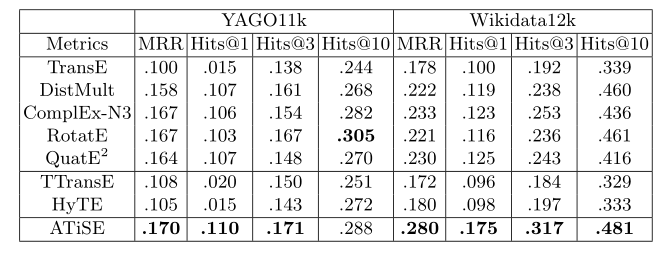 YAGO11k Wikidata12k
Metrics MRR Hits@1 Hits@3 Hits@10 MRR Hits@1 Hits@3 Hits@10
TransE .100 .015 .138 .244 .178 .100 .192 .339
DistMult .158 .107 .161 .268 .222 .119 .238 .460
ComplEx-N3 .167 .106 .154 .282 .233 .123 .253 .436
RotatE .167 .103 .167 .305 .221 .116 .236 .461
QuatE² .164 .107 .148 .270 .230 .125 .243 .416
TTransE .108 .020 .150 .251 .172 .096 .184 .329
HyTE .105 .015 .143 .272 .180 .098 .197 .333
ATiSE .170 .110 .171 .288 .280 .175 .317 .481